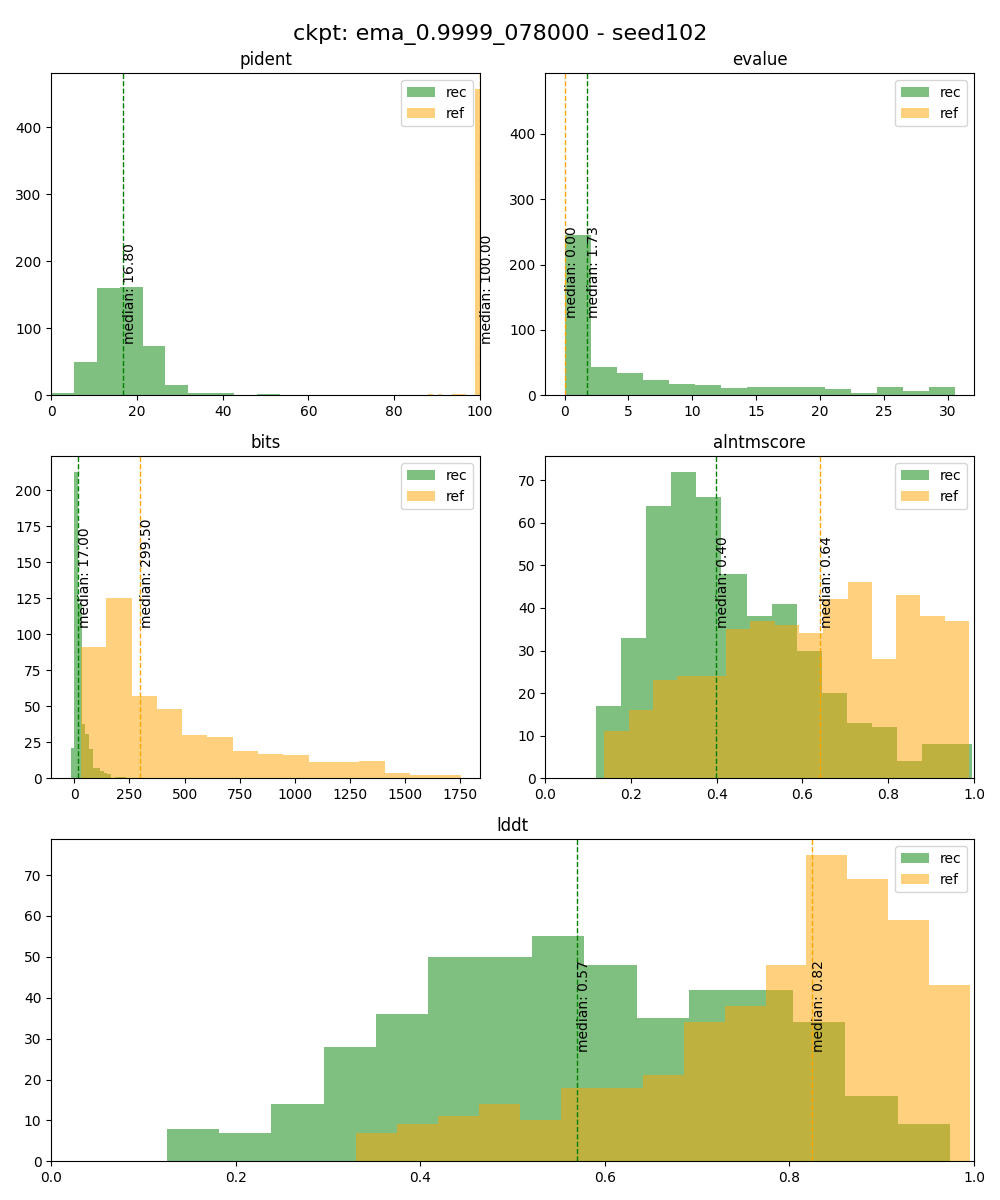 ckpt: ema_0.9999_078000 - seed102
pident
rec
ref
median: 16.80
median: 100.00
0
100
200
300
400
0
20
40
60
80
100
evalue
rec
ref
median: 0.00
median: 1.73
0
100
200
300
400
0
5
10
15
20
25
30
bits
rec
ref
median: 17.00
median: 299.50
0
25
50
75
100
125
150
175
200
0
250
500
750
1000
1250
1500
1750
alntmscore
rec
ref
median: 0.40
median: 0.64
0
10
20
30
40
50
60
70
0.0
0.2
0.4
0.6
0.8
1.0
lddt
rec
ref
median: 0.57
median: 0.82
0
10
20
30
40
50
60
70
0.0
0.2
0.4
0.6
0.8
1.0